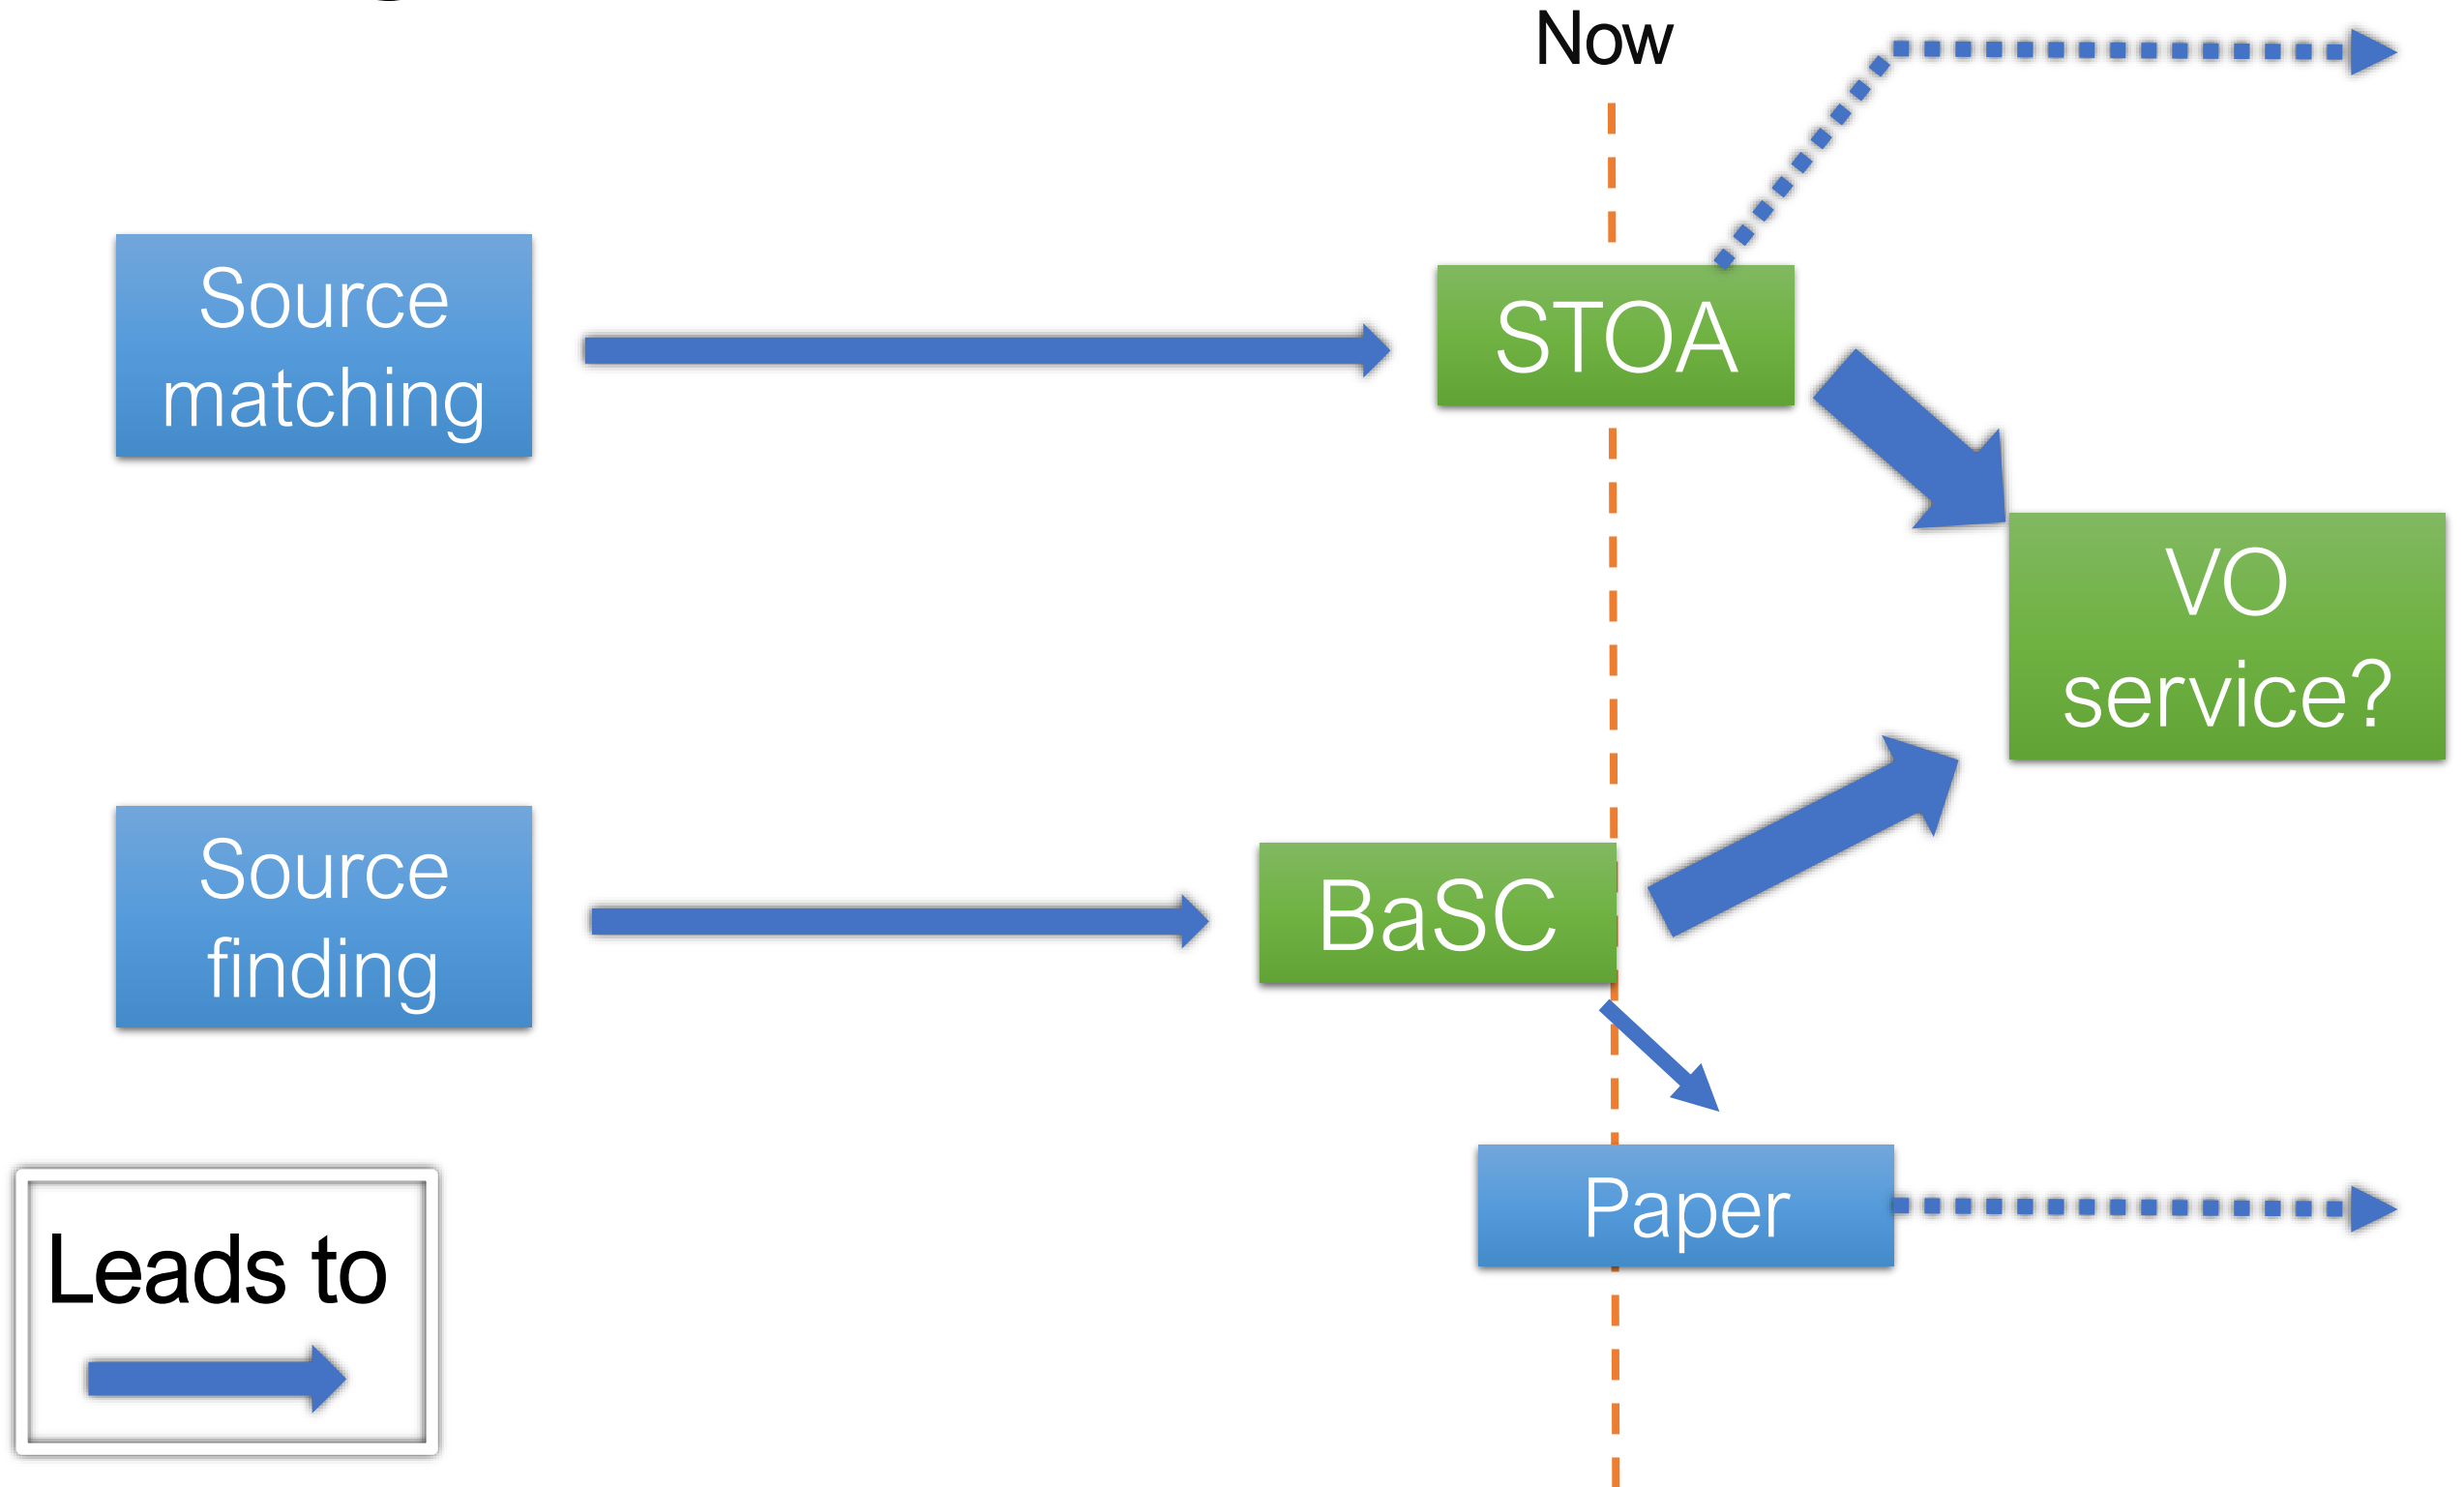 Now
Source
matching
STOA
VO
service?
Source
finding
BaSC
Paper
Leads to